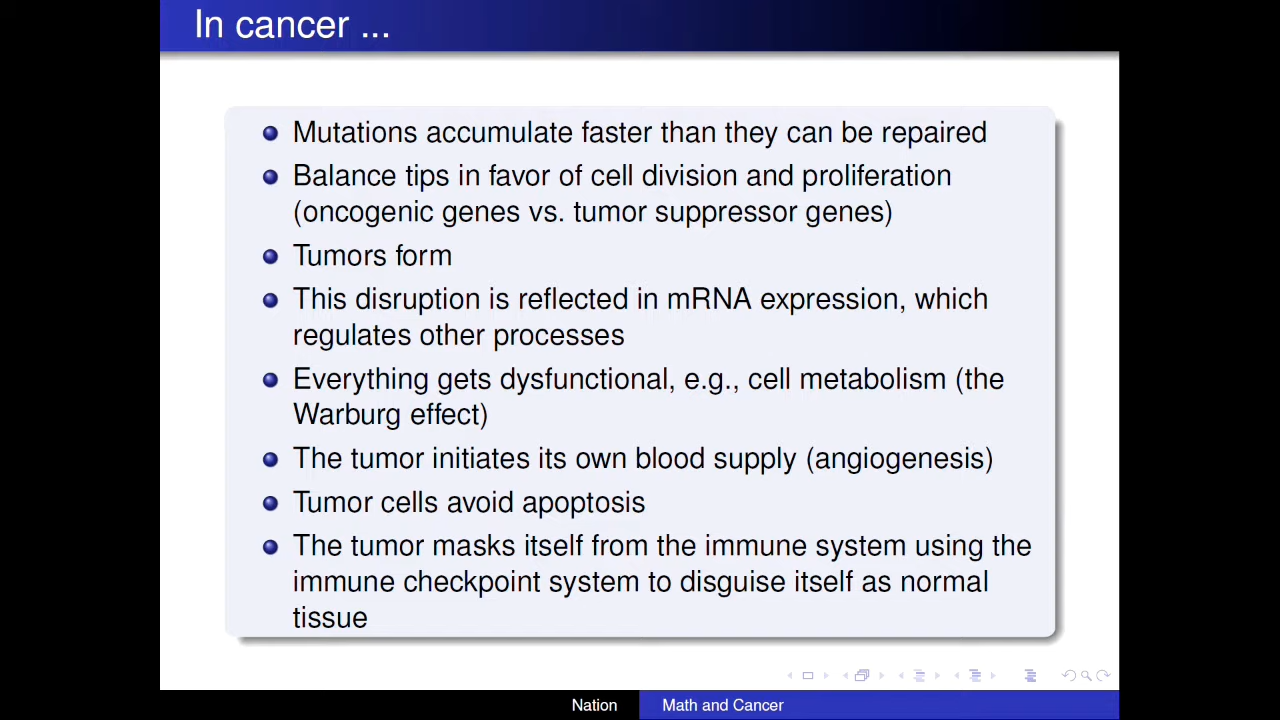 In cancer ...
Mutations accumulate faster than they can be repaired
Balance tips in favor of cell division and proliferation
(oncogenic genes vs. tumor suppressor genes)
Tumors form
This disruption is reflected in mRNA expression, which
regulates other processes
Everything gets dysfunctional, e.g., cell metabolism (the
Warburg effect)
The tumor initiates its own blood supply (angiogenesis)
Tumor cells avoid apoptosis
The tumor masks itself from the immune system using the
immune checkpoint system to disguise itself as normal
tissue
Nation
Math and Cancer